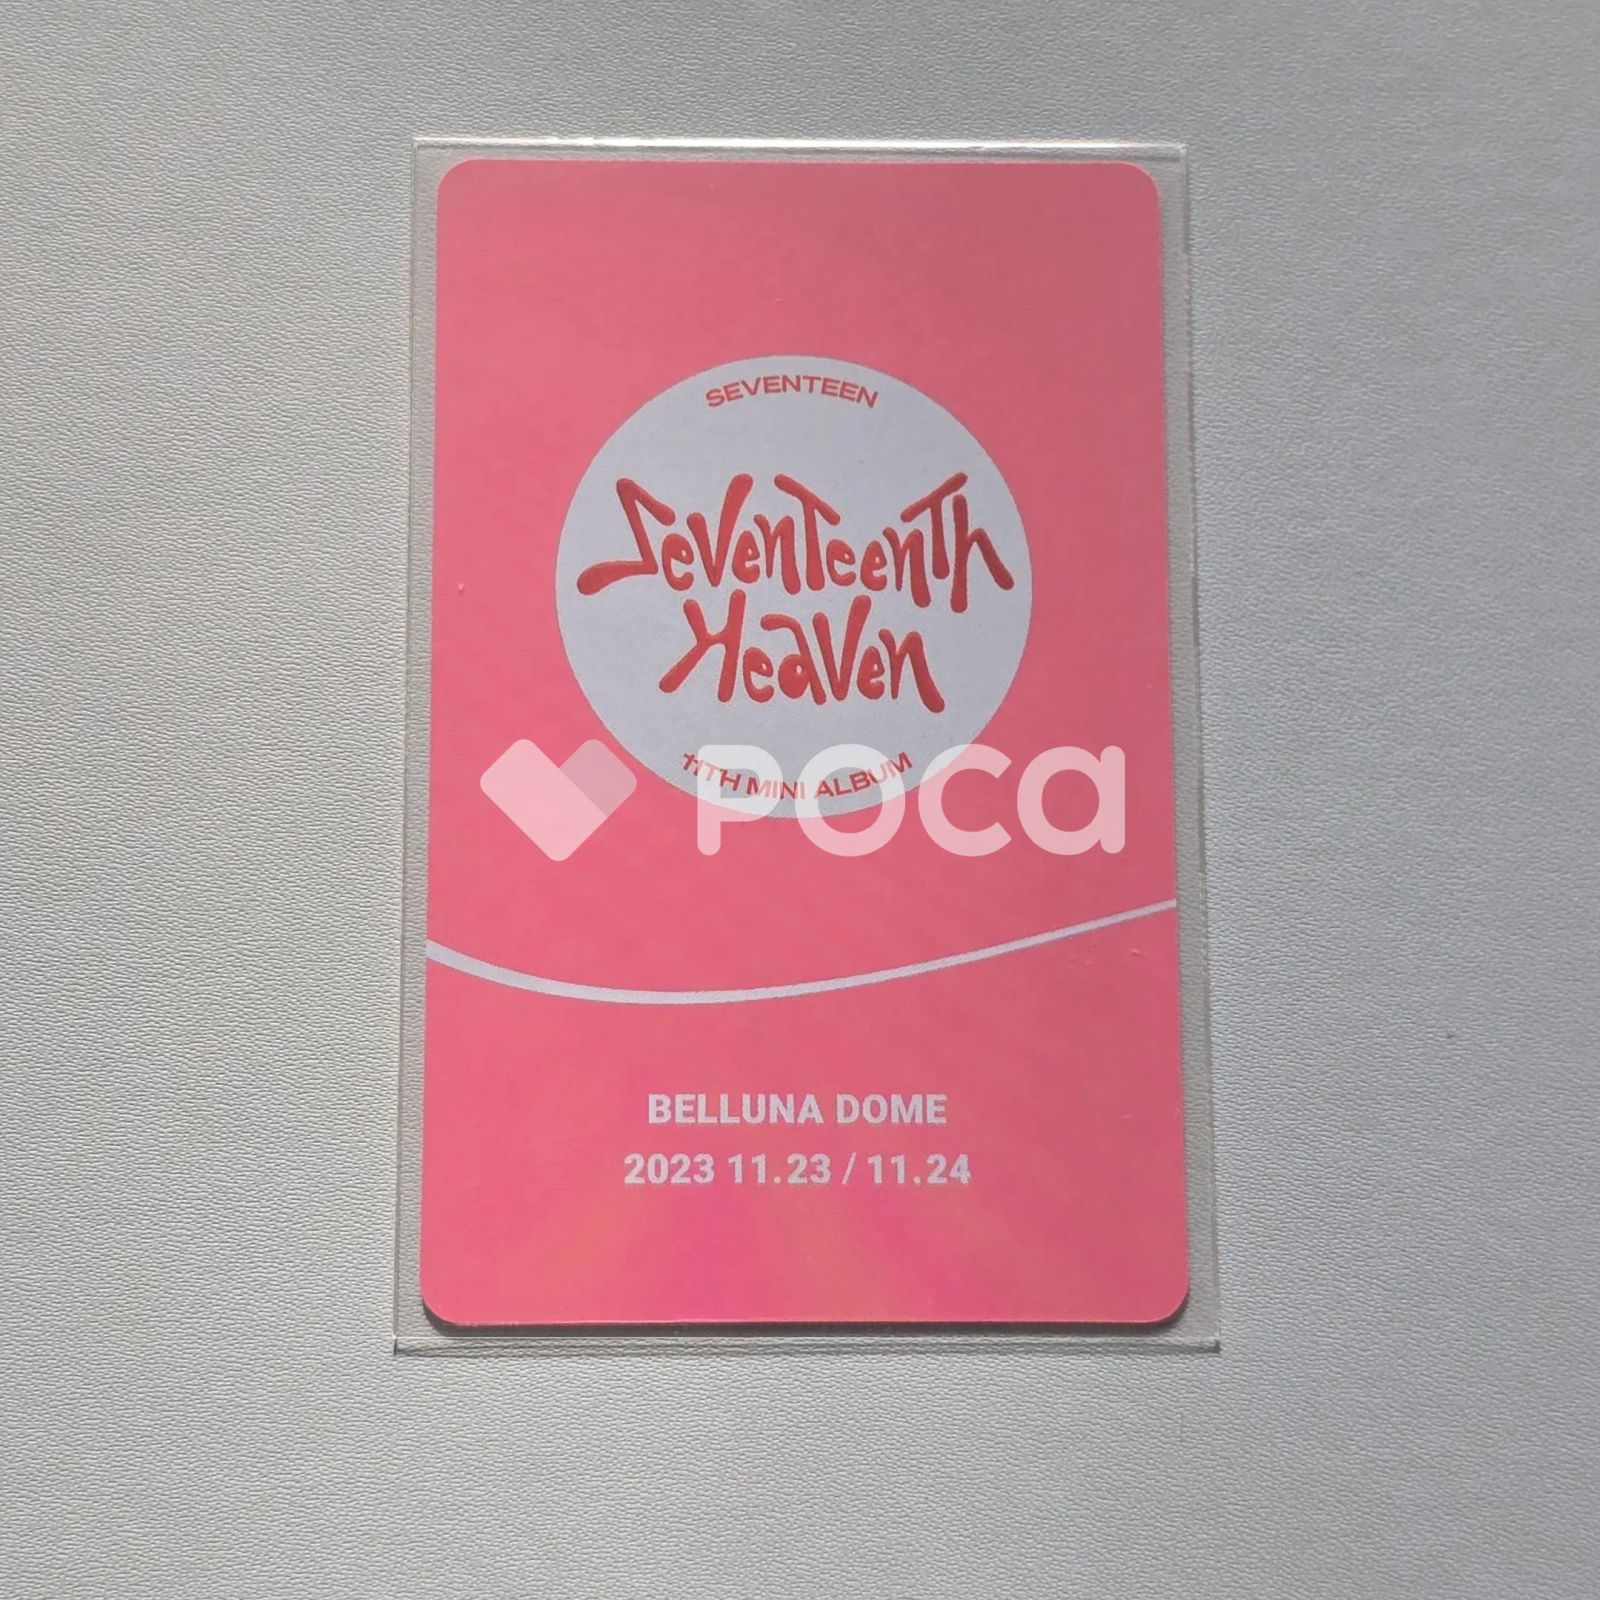 SEVENTEEN
SevenTeenTh
Heaven
11TH MINI ALBUM
POCA
BELLUNA DOME
2023 11.23 / 11.24